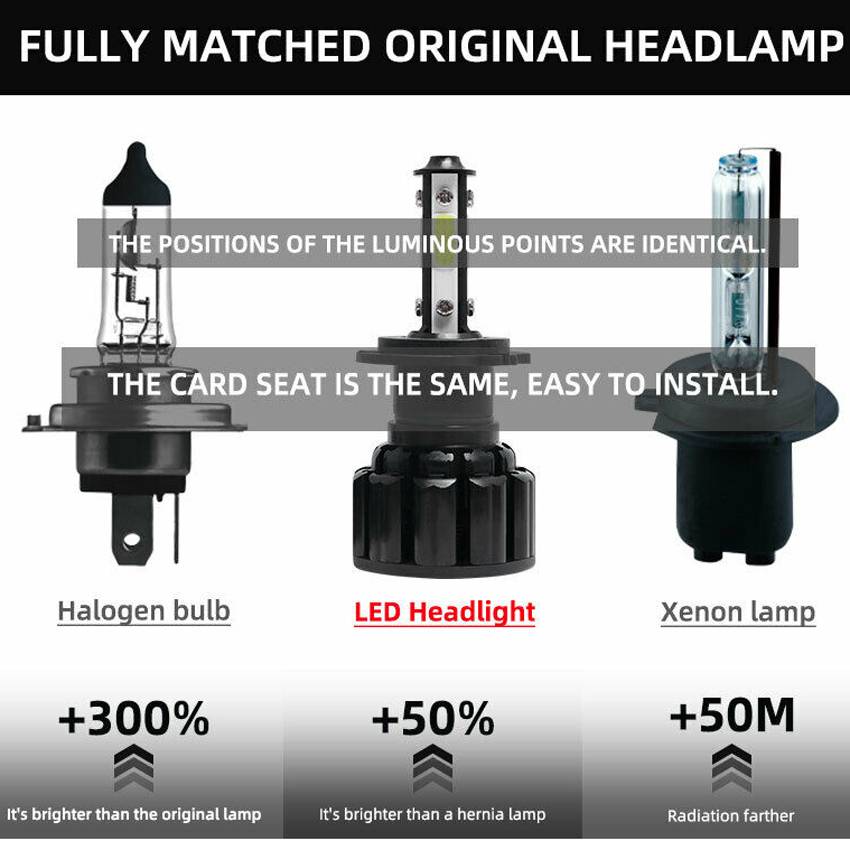 FULLY MATCHED ORIGINAL HEADLAMP
THE POSITIONS OF THE LUMINOUS POINTS ARE IDENTICAL.
THE CARD SEAT IS THE SAME, EASY TO INSTALL.
Halogen bulb
LED Headlight
Xenon lamp
+300%
+50%
+50M
It's brighter than the original lamp
It's brighter than a hernia lamp
Radiation farther